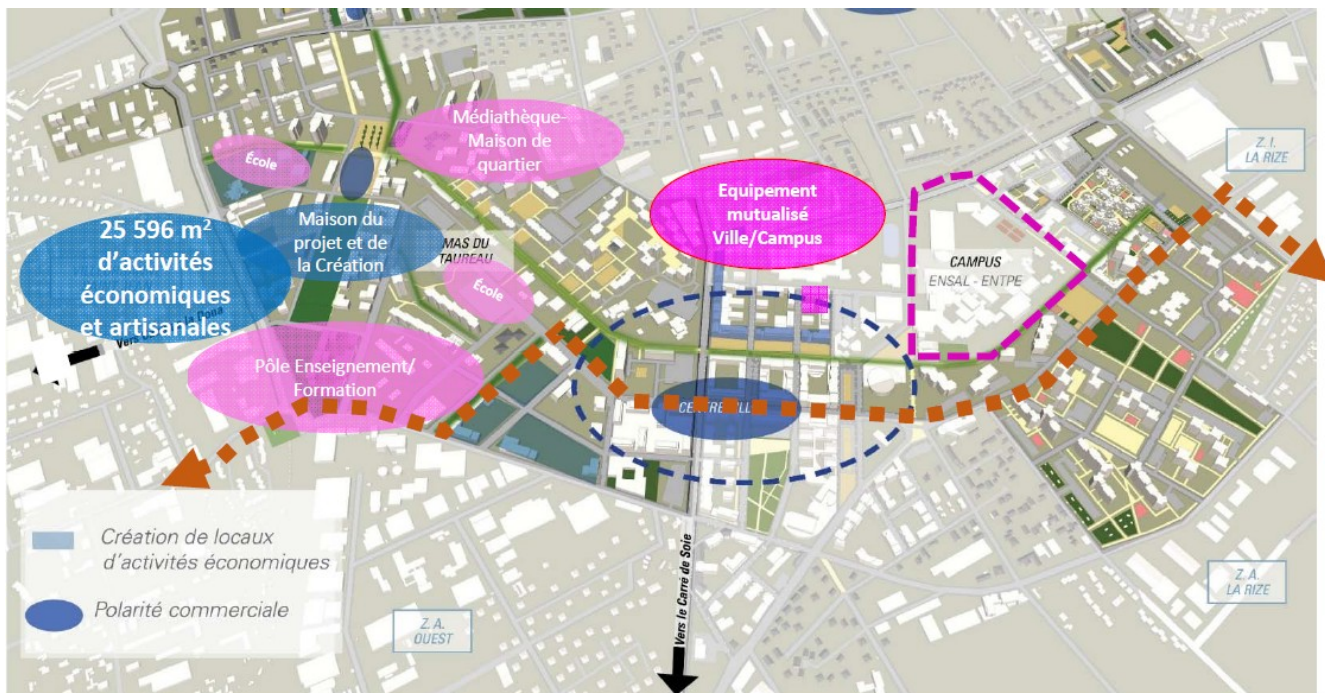 Médiathèque-
Maison de
quartier
École
Z. I.
LA RIZE
Equipement
mutualisé
Ville/Campus
25 596 m²
d'activités
économiques
et artisanales
Maison du
projet et de
la Création
MAS DU
TAUREAU
CAMPUS
ENSAL - ENTPE
École
Vers
Pôle Enseignement/
Formation
Création de locaux
d'activités économiques
Polarité commerciale
Vers le Carré de Soie
Z. A.
OUEST
Z. A.
LA RIZE